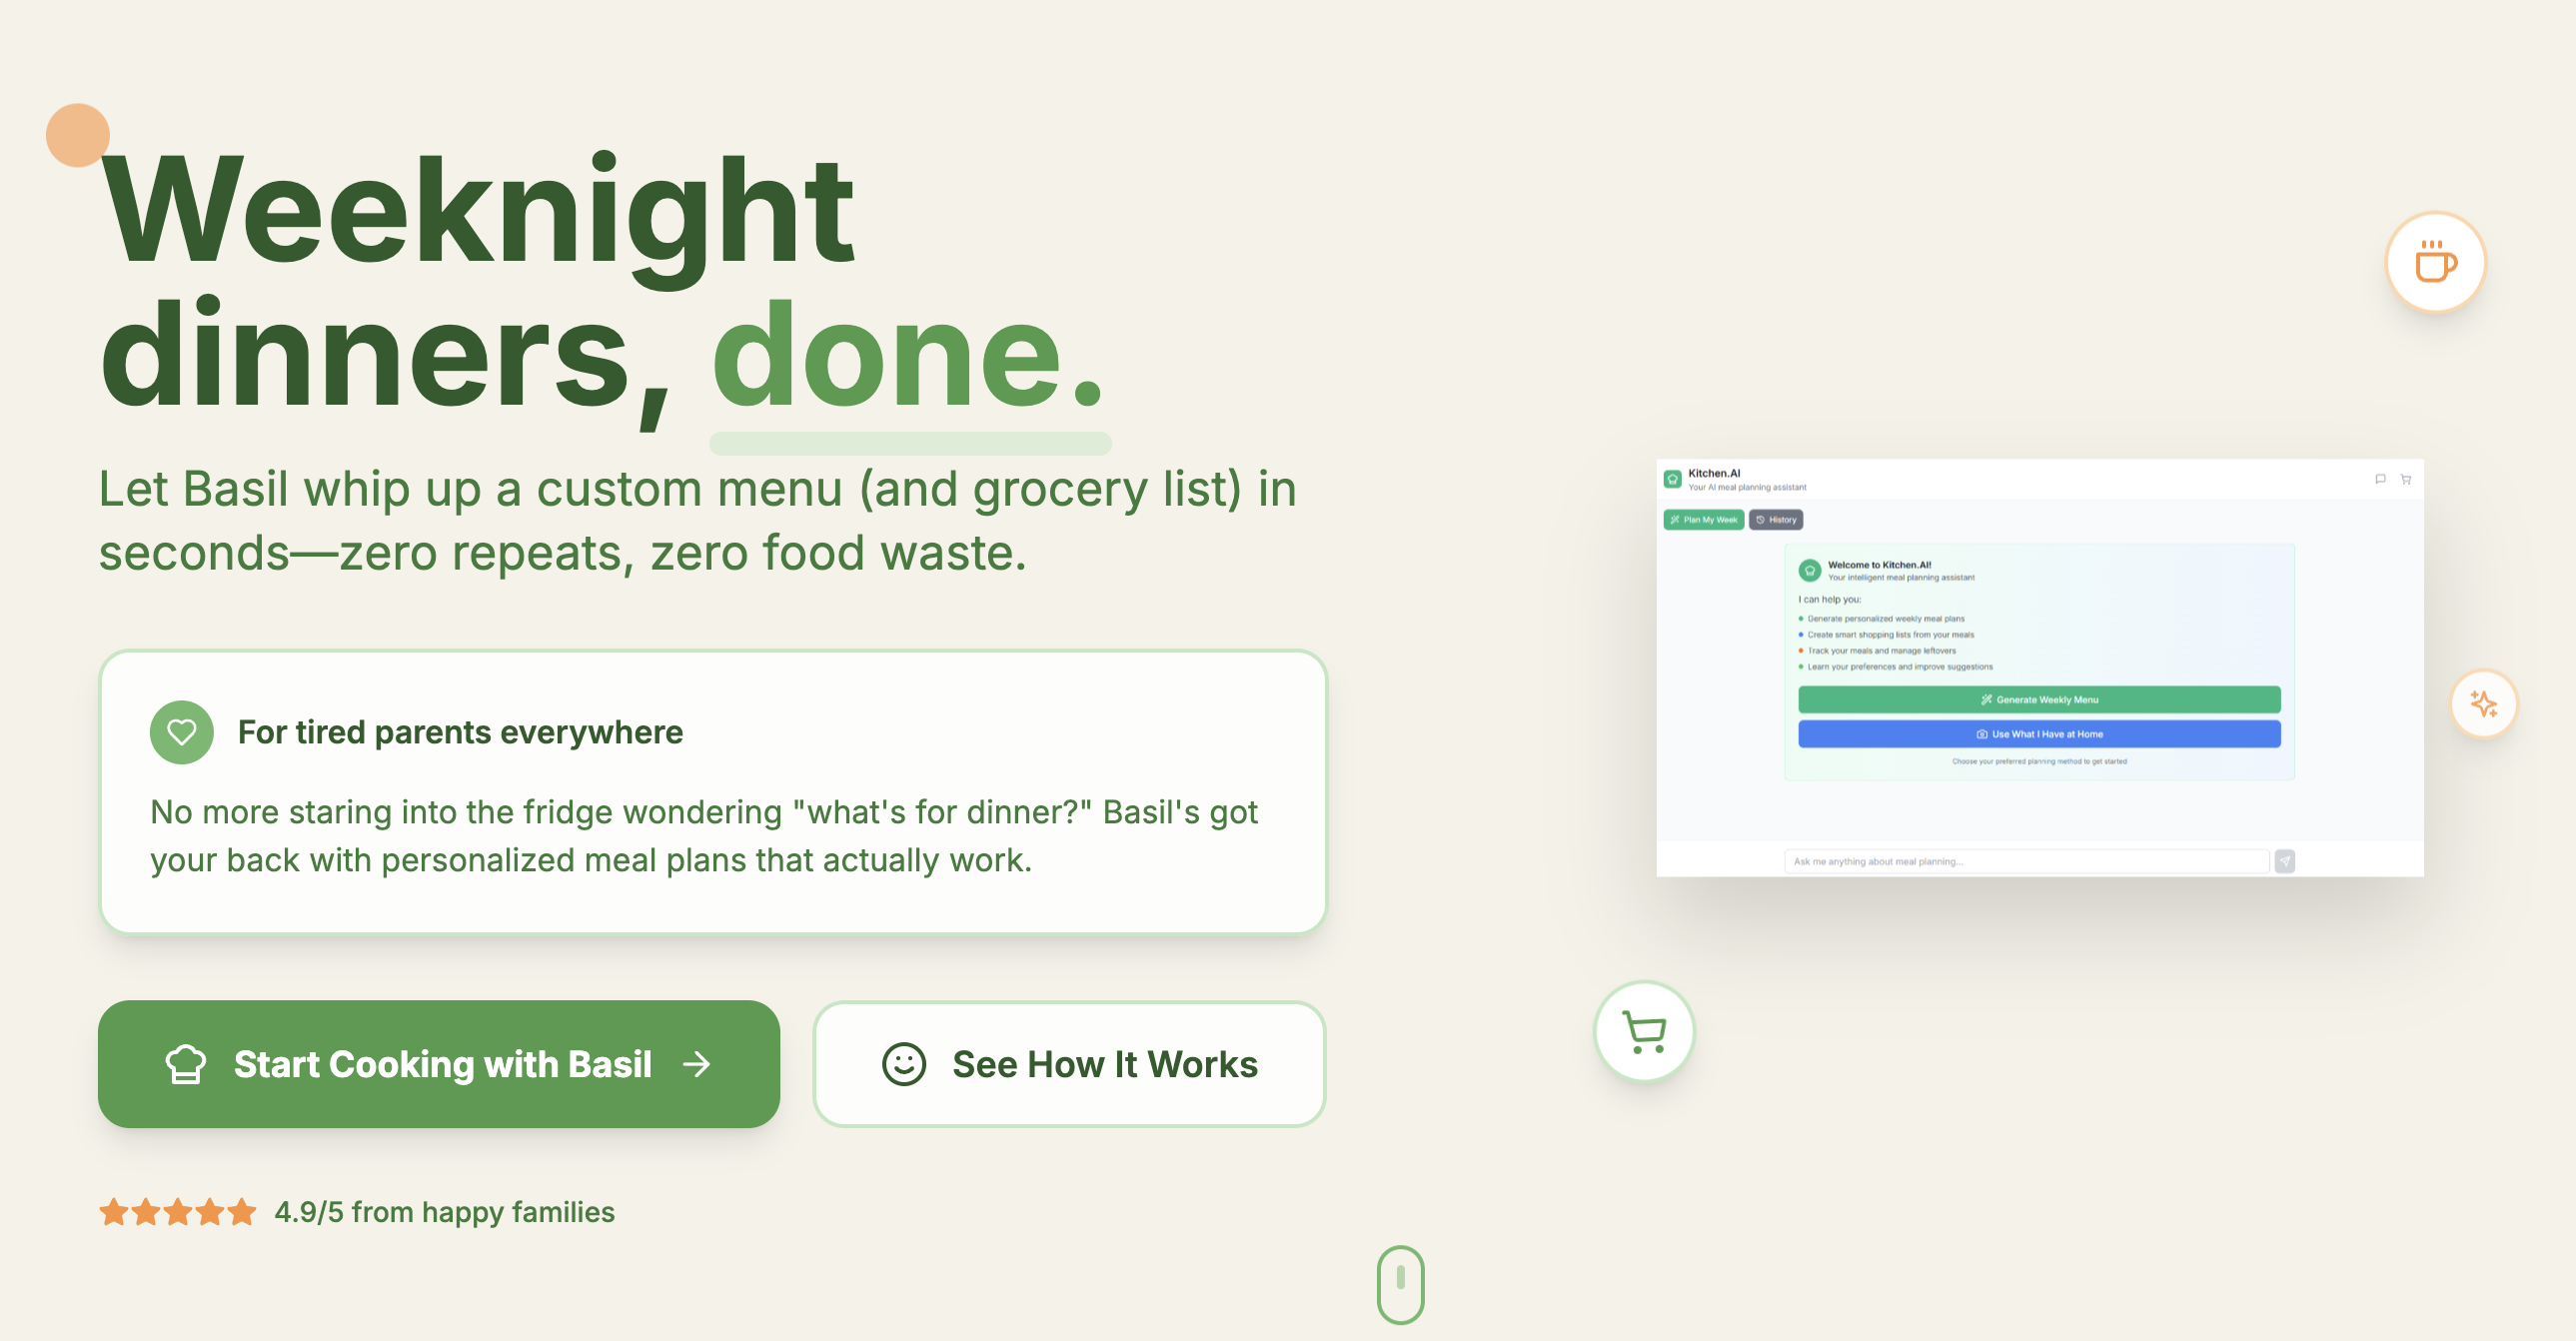 Weeknight
dinners, done.
Let Basil whip up a custom menu (and grocery list) in
seconds—zero repeats, zero food waste.
For tired parents everywhere
No more staring into the fridge wondering "what's for dinner?" Basil's got
your back with personalized meal plans that actually work.
Start Cooking with Basil
See How It Works
4.9/5 from happy families
Kitchen.AI
Your AI meal planning assistant
Plan My Week
History
Welcome to Kitchen.AI!
Your intelligent meal planning assistant
I can help you:
Generate personalized weekly meal plans
Create smart shopping lists from your meals
Track your meals and manage leftovers
Learn your preferences and improve suggestions
Generate Weekly Menu
Use What I Have at Home
Choose your preferred planning method to get started
Ask me anything about meal planning...